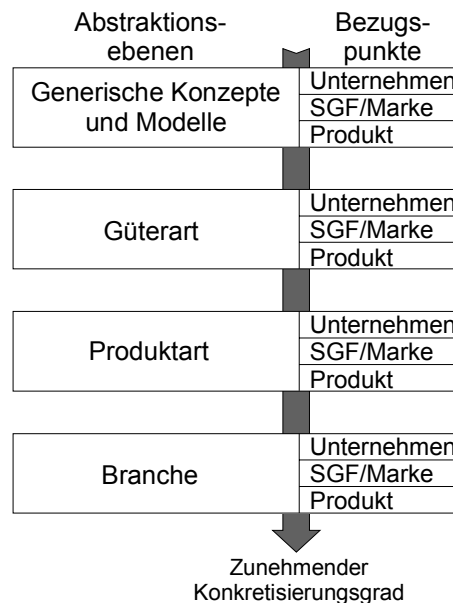 Abstraktions-
ebenen
Bezugs-
punkte
Generische Konzepte
und Modelle
Unternehmen
SGF/Marke
Produkt
Güterart
Unternehmen
SGF/Marke
Produkt
Produktart
Unternehmen
SGF/Marke
Produkt
Branche
Unternehmen
SGF/Marke
Produkt
Zunehmender
Konkretisierungsgrad